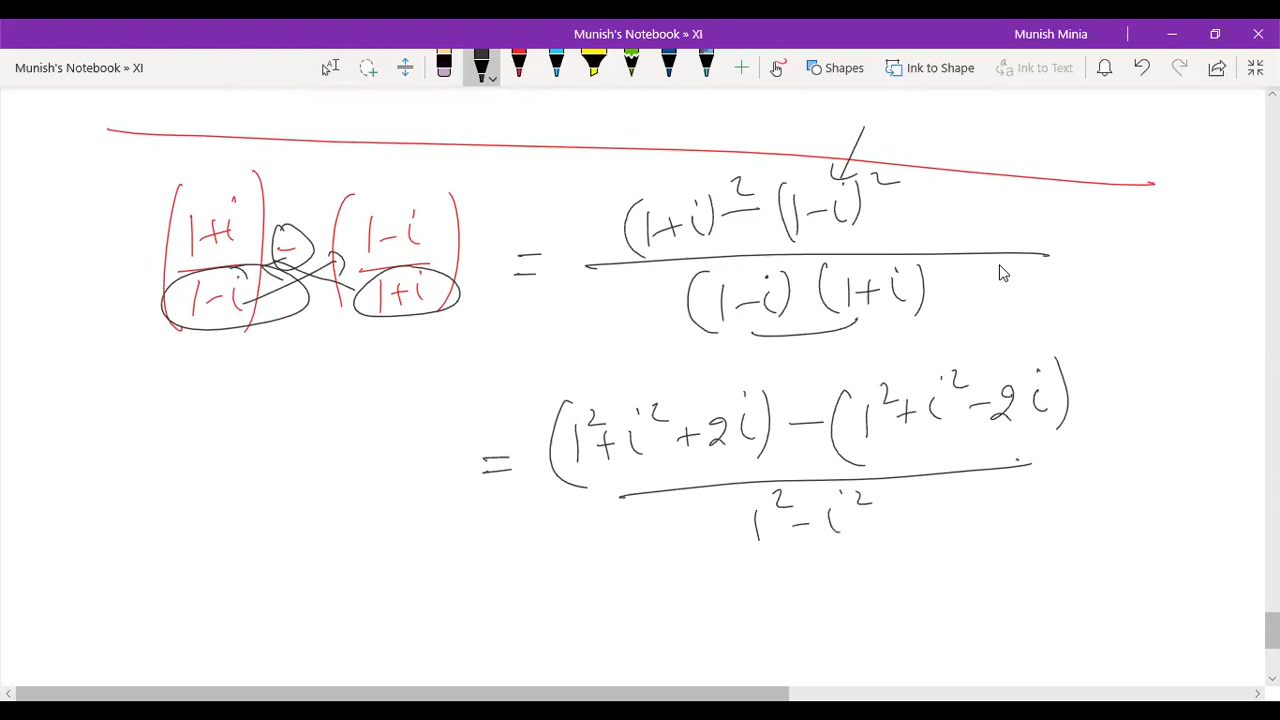 Munish's Notebook » XI
Munish Minia
Munish's Notebook » XI
Shapes
Ink to Shape
Ink to Text
(1+i / 1-i) - (1-i / 1+i) = (1+i)² - (1-i)² / (1-i) (1+i)
= (1²+i²+2i) - (1²+i²-2i) / 1²-i²